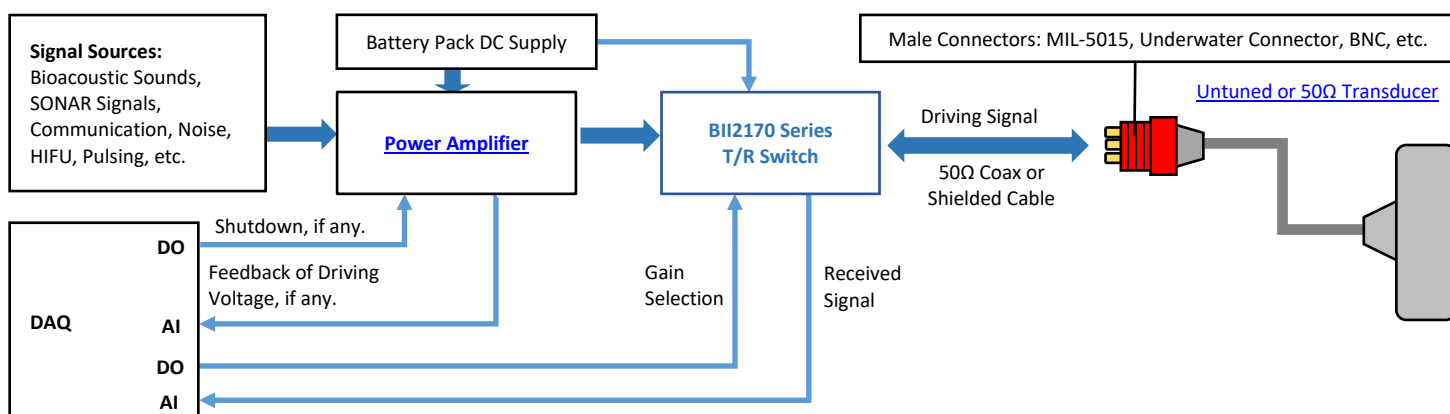 Signal Sources:
Bioacoustic Sounds,
SONAR Signals,
Communication, Noise,
HIFU, Pulsing, etc.
Battery Pack DC Supply
Power Amplifier
BII2170 Series
T/R Switch
Male Connectors: MIL-5015, Underwater Connector, BNC, etc.
Untuned or 50Ω Transducer
Driving Signal
50Ω Coax or
Shielded Cable
DAQ
DO
Shutdown, if any.
Feedback of Driving
Voltage, if any.
AI
DO
AI
Gain
Selection
Received
Signal